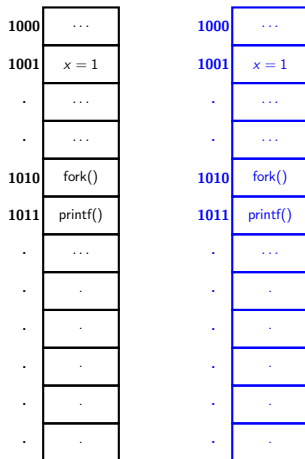 1000 ... ... 1000 ...
1001 x = 1 1001 x = 1
. ... . ...
. ... . ...
1010 fork() 1010 fork()
1011 printf() 1011 printf()
. ... . ...
. . . .
. . . .
. . . .
. . . .
. . . .